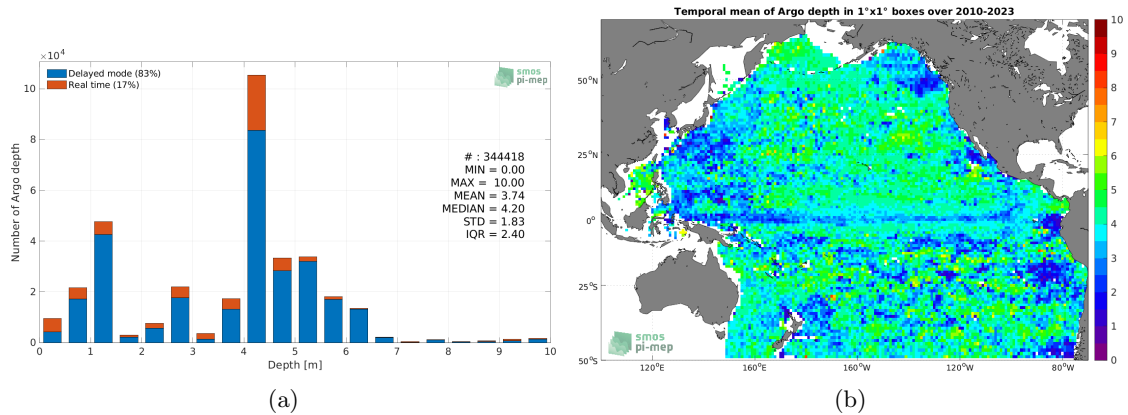 ×10⁴
Delayed mode (83%)
Real time (17%)
smos
pi-mep
Number of Argo depth
10
8
6
4
2
0
# : 344418
MIN = 0.00
MAX = 10.00
MEAN = 3.74
MEDIAN = 4.20
STD = 1.83
IQR = 2.40
0 1 2 3 4 5 6 7 8 9 10
Depth [m]
(a)
Temporal mean of Argo depth in 1°x1° boxes over 2010-2023
50°N
25°N
0°
25°S
50°S
120°E 160°E 160°W 120°W 80°W
smos
pi-mep
10
9
8
7
6
5
4
3
2
1
0
(b)